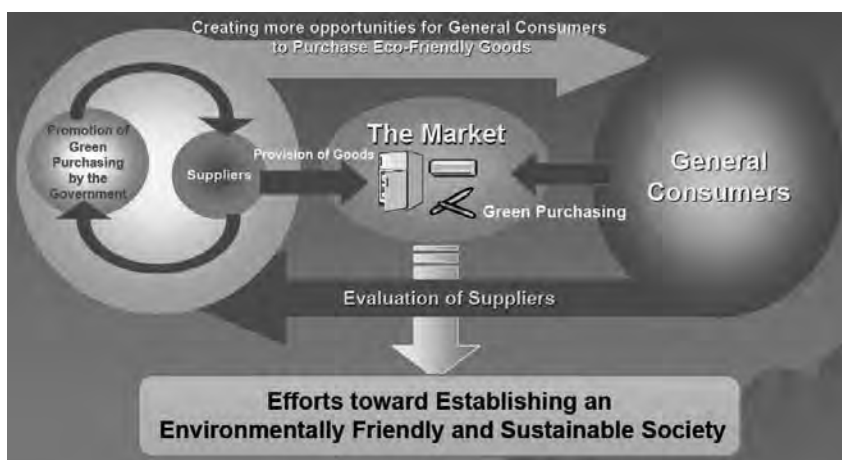 Creating more opportunities for General Consumers
to Purchase Eco-Friendly Goods
Promotion of
Green
Purchasing
by the
Government
Suppliers
Provision of Goods
The Market
Green Purchasing
General
Consumers
Evaluation of Suppliers
Efforts toward Establishing an
Environmentally Friendly and Sustainable Society